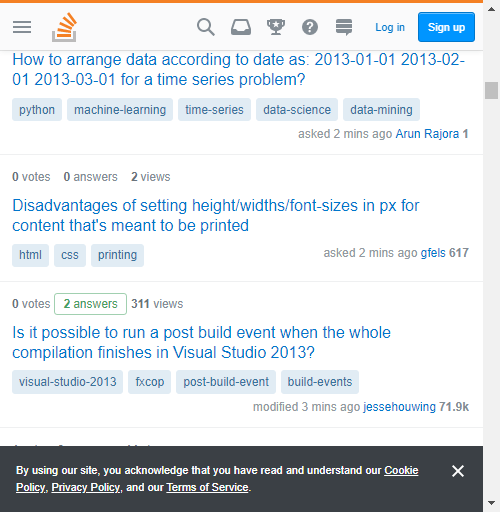 Log in
Sign up
How to arrange data according to date as: 2013-01-01 2013-02-
01 2013-03-01 for a time series problem?
python machine-learning time-series data-science data-mining
asked 2 mins ago Arun Rajora 1
0 votes 0 answers 2 views
Disadvantages of setting height/widths/font-sizes in px for
content that's meant to be printed
html css printing
asked 2 mins ago gfels 617
0 votes 2 answers 311 views
Is it possible to run a post build event when the whole
compilation finishes in Visual Studio 2013?
visual-studio-2013 fxcop post-build-event build-events
modified 3 mins ago jessehouwing 71.9k
By using our site, you acknowledge that you have read and understand our Cookie
Policy, Privacy Policy, and our Terms of Service.